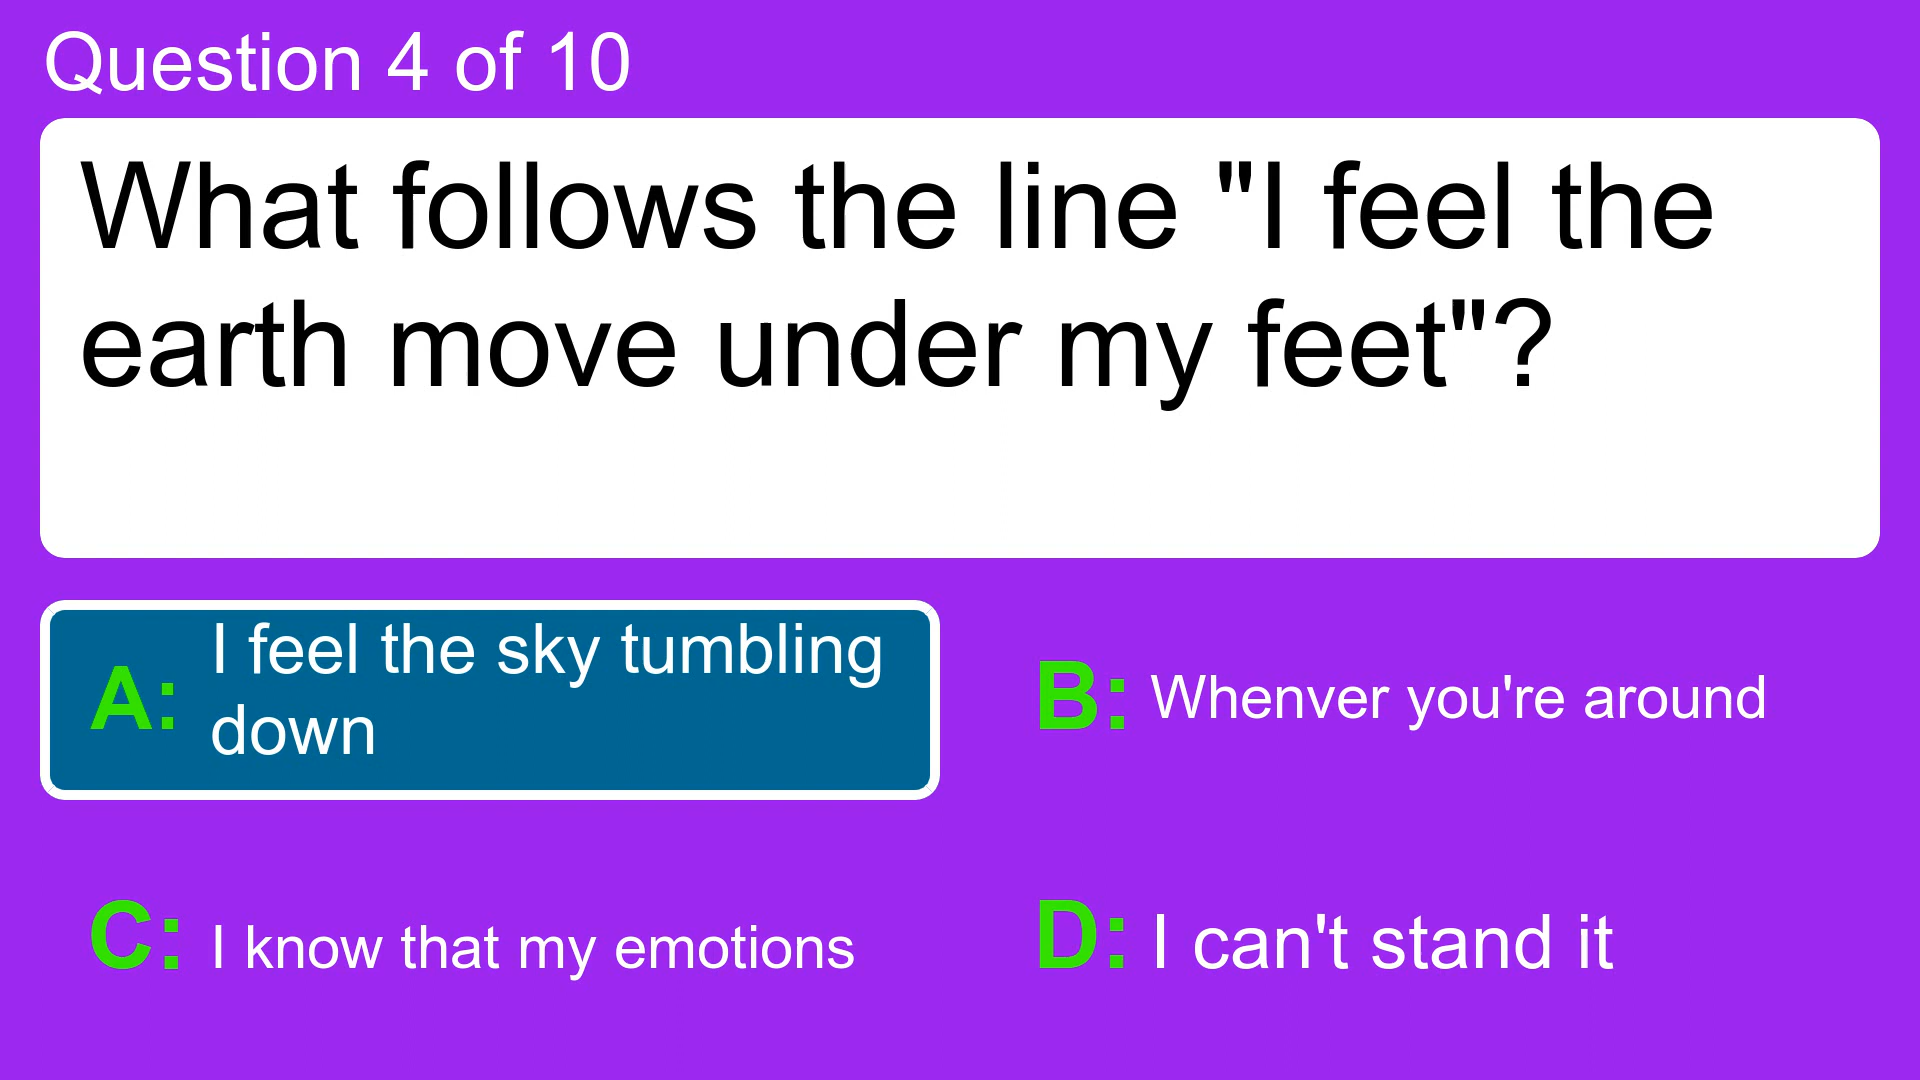 Question 4 of 10
What follows the line "I feel the
earth move under my feet"?
A: I feel the sky tumbling
down
B: Whenver you're around
C: I know that my emotions
D: I can't stand it